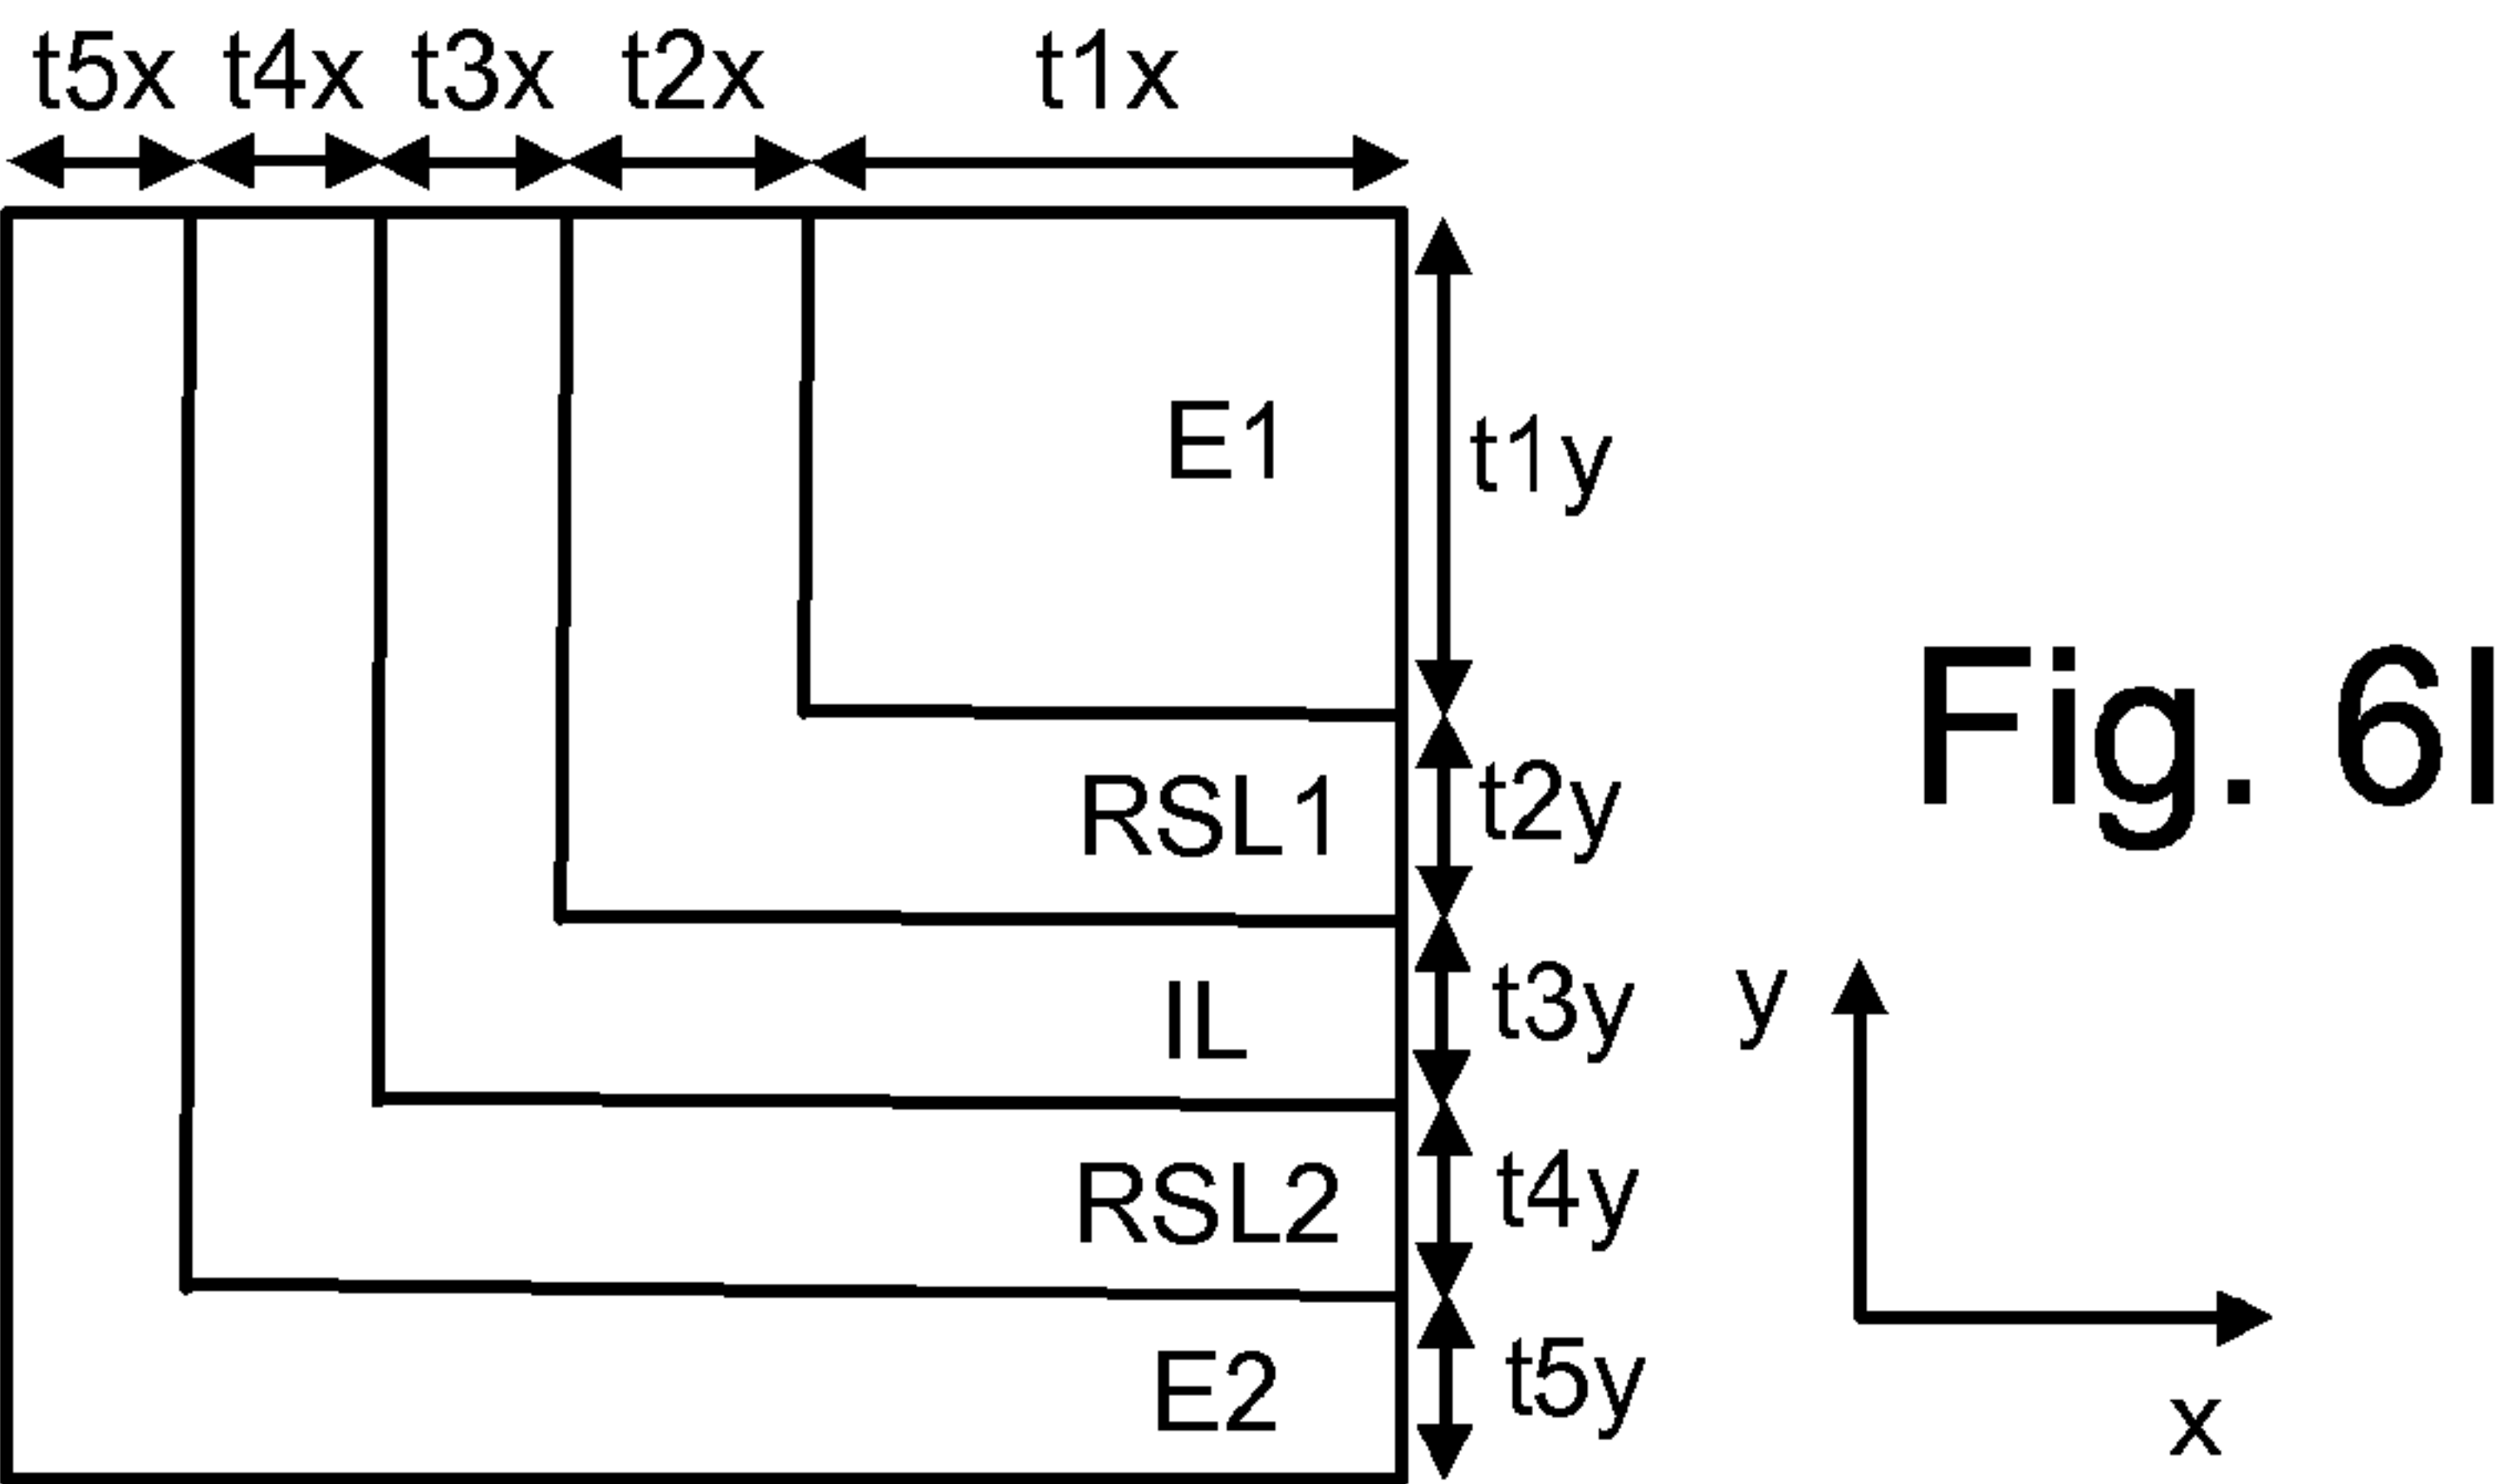 t5x t4x t3x t2x t1x
E1
t1y
Fig. 6I
RSL1
t2y
IL
t3y
y
RSL2
t4y
E2
t5y
x